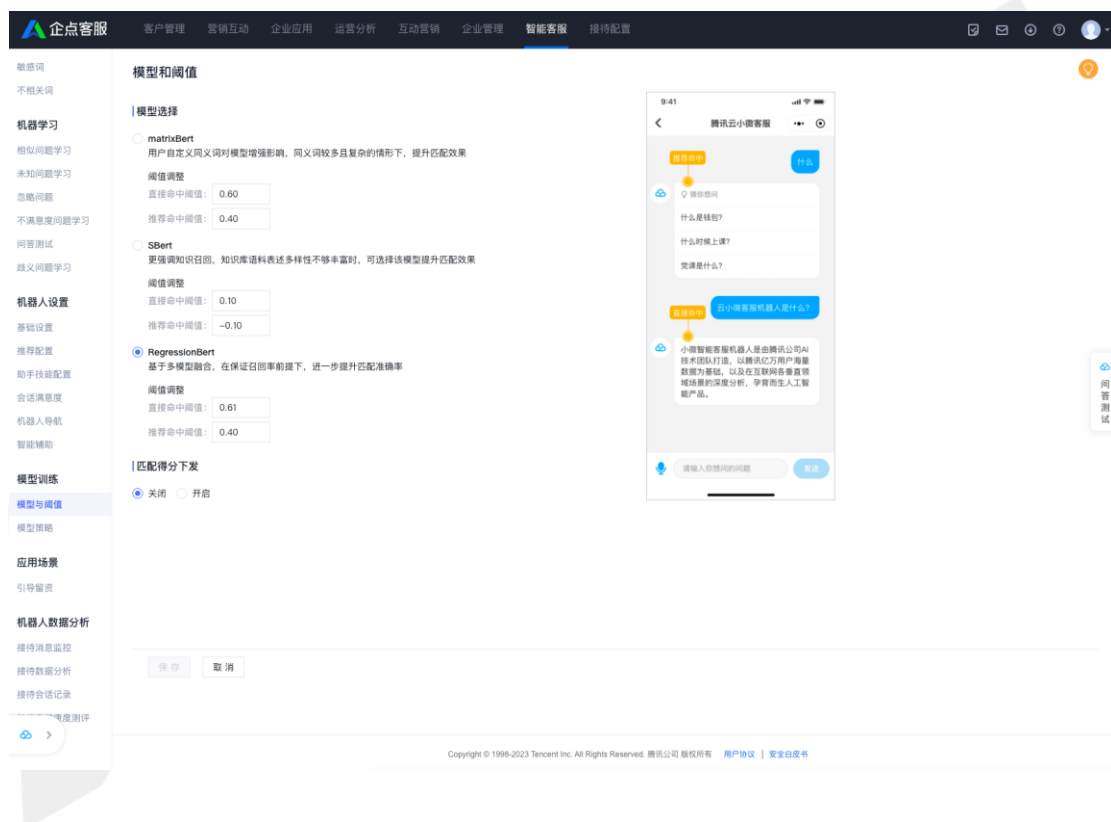 企点客服
客户管理 营销互动 企业应用 运营分析 互动营销 企业管理 智能客服 接待配置
敏感词
不相关词
机器学习
相似问题学习
未知问题学习
忽略问题
不满意度问题学习
问答测试
歧义问题学习
机器人设置
基础设置
推荐配置
助手技能配置
会话满意度
机器人导航
智能辅助
模型训练
模型与阈值
模型策略
应用场景
引导留资
机器人数据分析
接待消息监控
接待数据分析
接待会话记录
度测评
模型和阈值
模型选择
matrixBert
用户自定义同义词对模型增强影响，同义词较多且复杂的情形下，提升匹配效果
阈值调整
直接命中阈值： 0.60
推荐命中阈值： 0.40
SBert
更强调知识召回，知识库语料表述多样性不够丰富时，可选择该模型提升匹配效果
阈值调整
直接命中阈值： 0.10
推荐命中阈值： -0.10
RegressionBert
基于多模型融合，在保证召回率前提下，进一步提升匹配准确率
阈值调整
直接命中阈值： 0.61
推荐命中阈值： 0.40
匹配得分下发
关闭 开启
9:41
腾讯云小微客服
什么
推荐命中
猜你想问
什么是钱包?
什么时候上课?
党课是什么?
云小微客服机器人是什么?
直接命中
小微智能客服机器人是由腾讯公司AI
技术团队打造，以腾讯亿万用户海量
数据为基础，以及在互联网各垂直领
域场景的深度分析，孕育而生人工智
能产品。
请输入你想问的问题 发送
问答测试
保存 取消
Copyright © 1998-2023 Tencent Inc. All Rights Reserved. 腾讯公司 版权所有 用户协议 | 安全白皮书